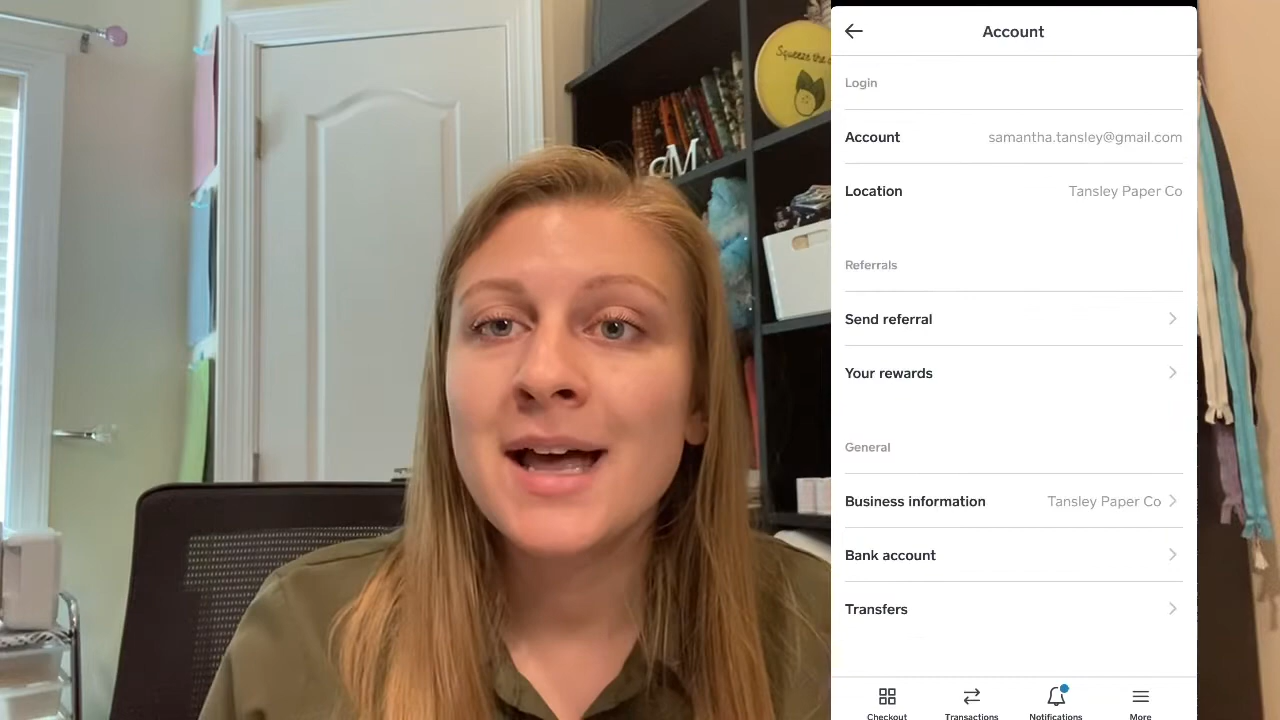 Squeeze the
M
Account
Login
Account samantha.tansley@gmail.com
Location Tansley Paper Co
Referrals
Send referral
Your rewards
General
Business information Tansley Paper Co
Bank account
Transfers
Checkout Transactions Notifications More